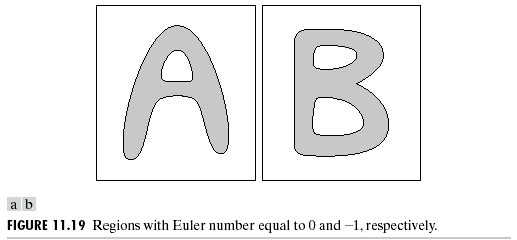 A B
a b
FIGURE 11.19 Regions with Euler number equal to 0 and −1, respectively.